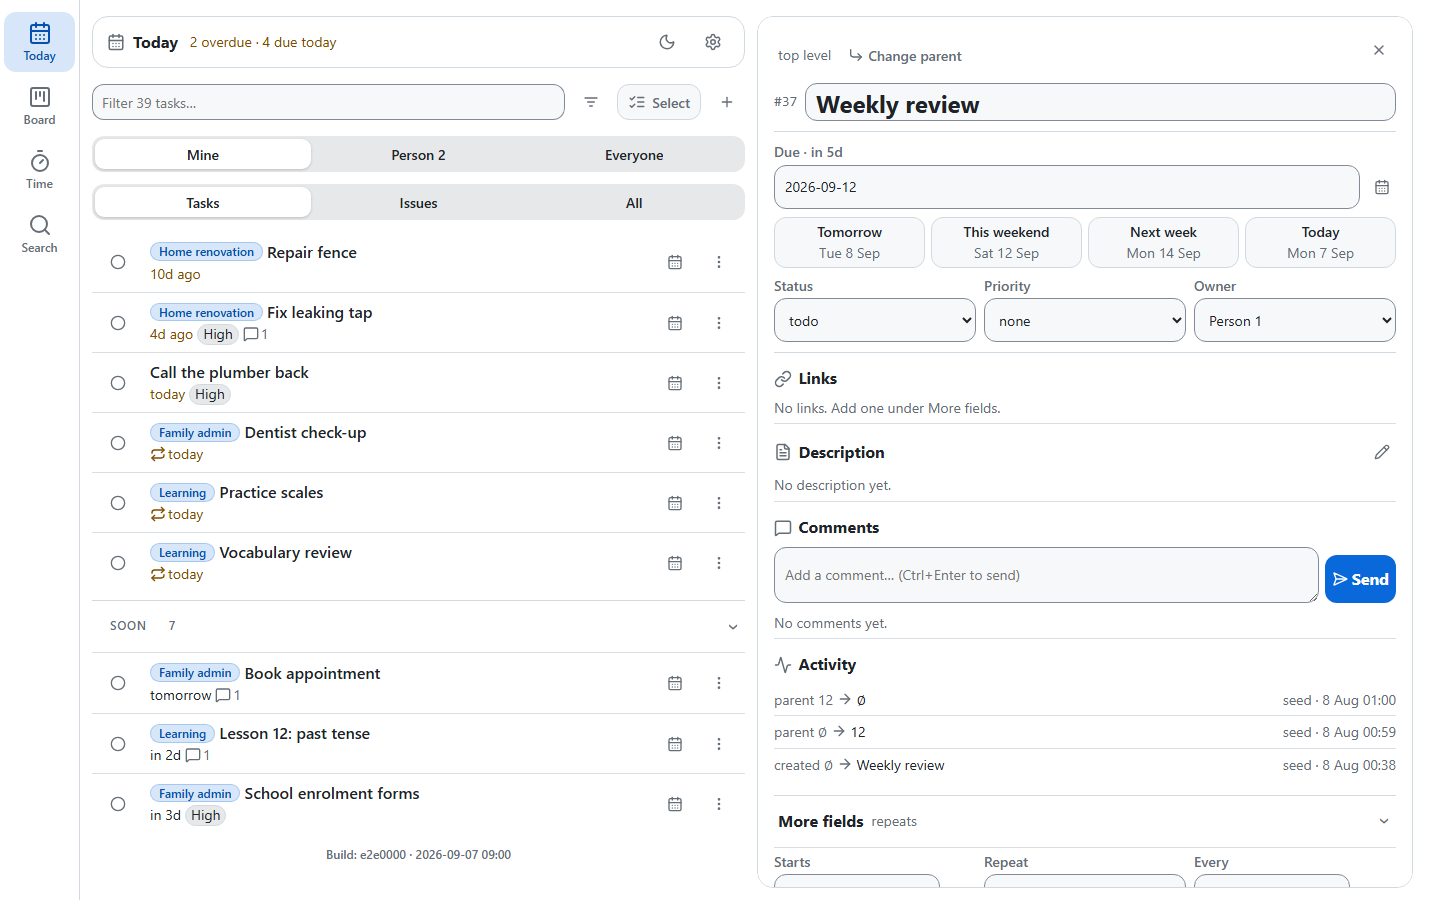 Today
Board
Time
Search
Today 2 overdue · 4 due today
Filter 39 tasks...
Select
Mine Person 2 Everyone
Tasks Issues All
Home renovation Repair fence
10d ago
Home renovation Fix leaking tap
4d ago High 1
Call the plumber back
today High
Family admin Dentist check-up
today
Learning Practice scales
today
Learning Vocabulary review
today
SOON 7
Family admin Book appointment
tomorrow 1
Learning Lesson 12: past tense
in 2d 1
Family admin School enrolment forms
in 3d High
Build: e2e0000 · 2026-09-07 09:00
top level Change parent
#37 Weekly review
Due · in 5d
2026-09-12
Tomorrow This weekend Next week Today
Tue 8 Sep Sat 12 Sep Mon 14 Sep Mon 7 Sep
Status Priority Owner
todo none Person 1
Links
No links. Add one under More fields.
Description
No description yet.
Comments
Add a comment... (Ctrl+Enter to send)
Send
No comments yet.
Activity
parent 12 → ∅ seed · 8 Aug 01:00
parent ∅ → 12 seed · 8 Aug 00:59
created ∅ → Weekly review seed · 8 Aug 00:38
More fields repeats
Starts Repeat Every